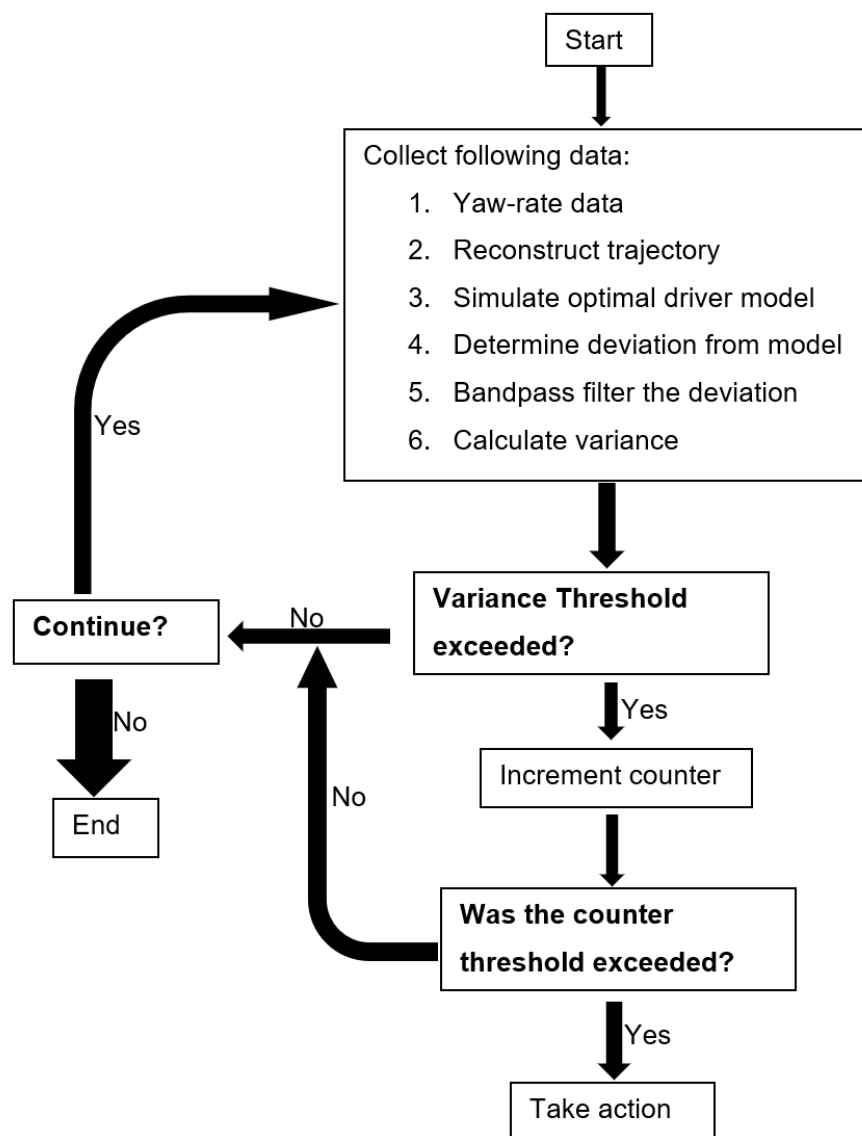 Start
Collect following data:
1. Yaw-rate data
2. Reconstruct trajectory
3. Simulate optimal driver model
4. Determine deviation from model
5. Bandpass filter the deviation
6. Calculate variance
Yes
Continue?
No
Variance Threshold
exceeded?
No
End
Yes
Increment counter
No
Was the counter
threshold exceeded?
Yes
Take action